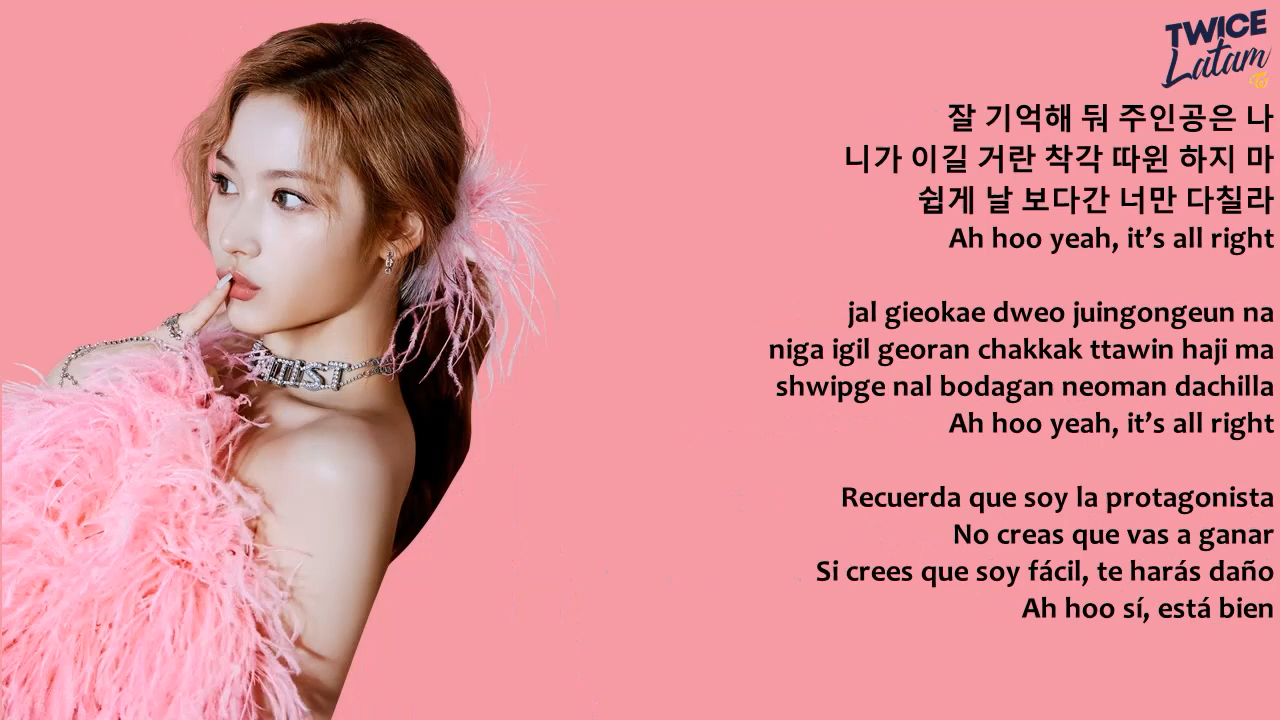 TWICE
Latam
잘 기억해 둬 주인공은 나
니가 이길 거란 착각 따윈 하지 마
쉽게 날 보다간 너만 다칠라
Ah hoo yeah, it’s all right
jal gieokae dweo juingongeun na
niga igil georan chakkak ttawin haji ma
shwipge nal bodagan neoman dachilla
Ah hoo yeah, it’s all right
Recuerda que soy la protagonista
No creas que vas a ganar
Si crees que soy fácil, te harás daño
Ah hoo sí, está bien